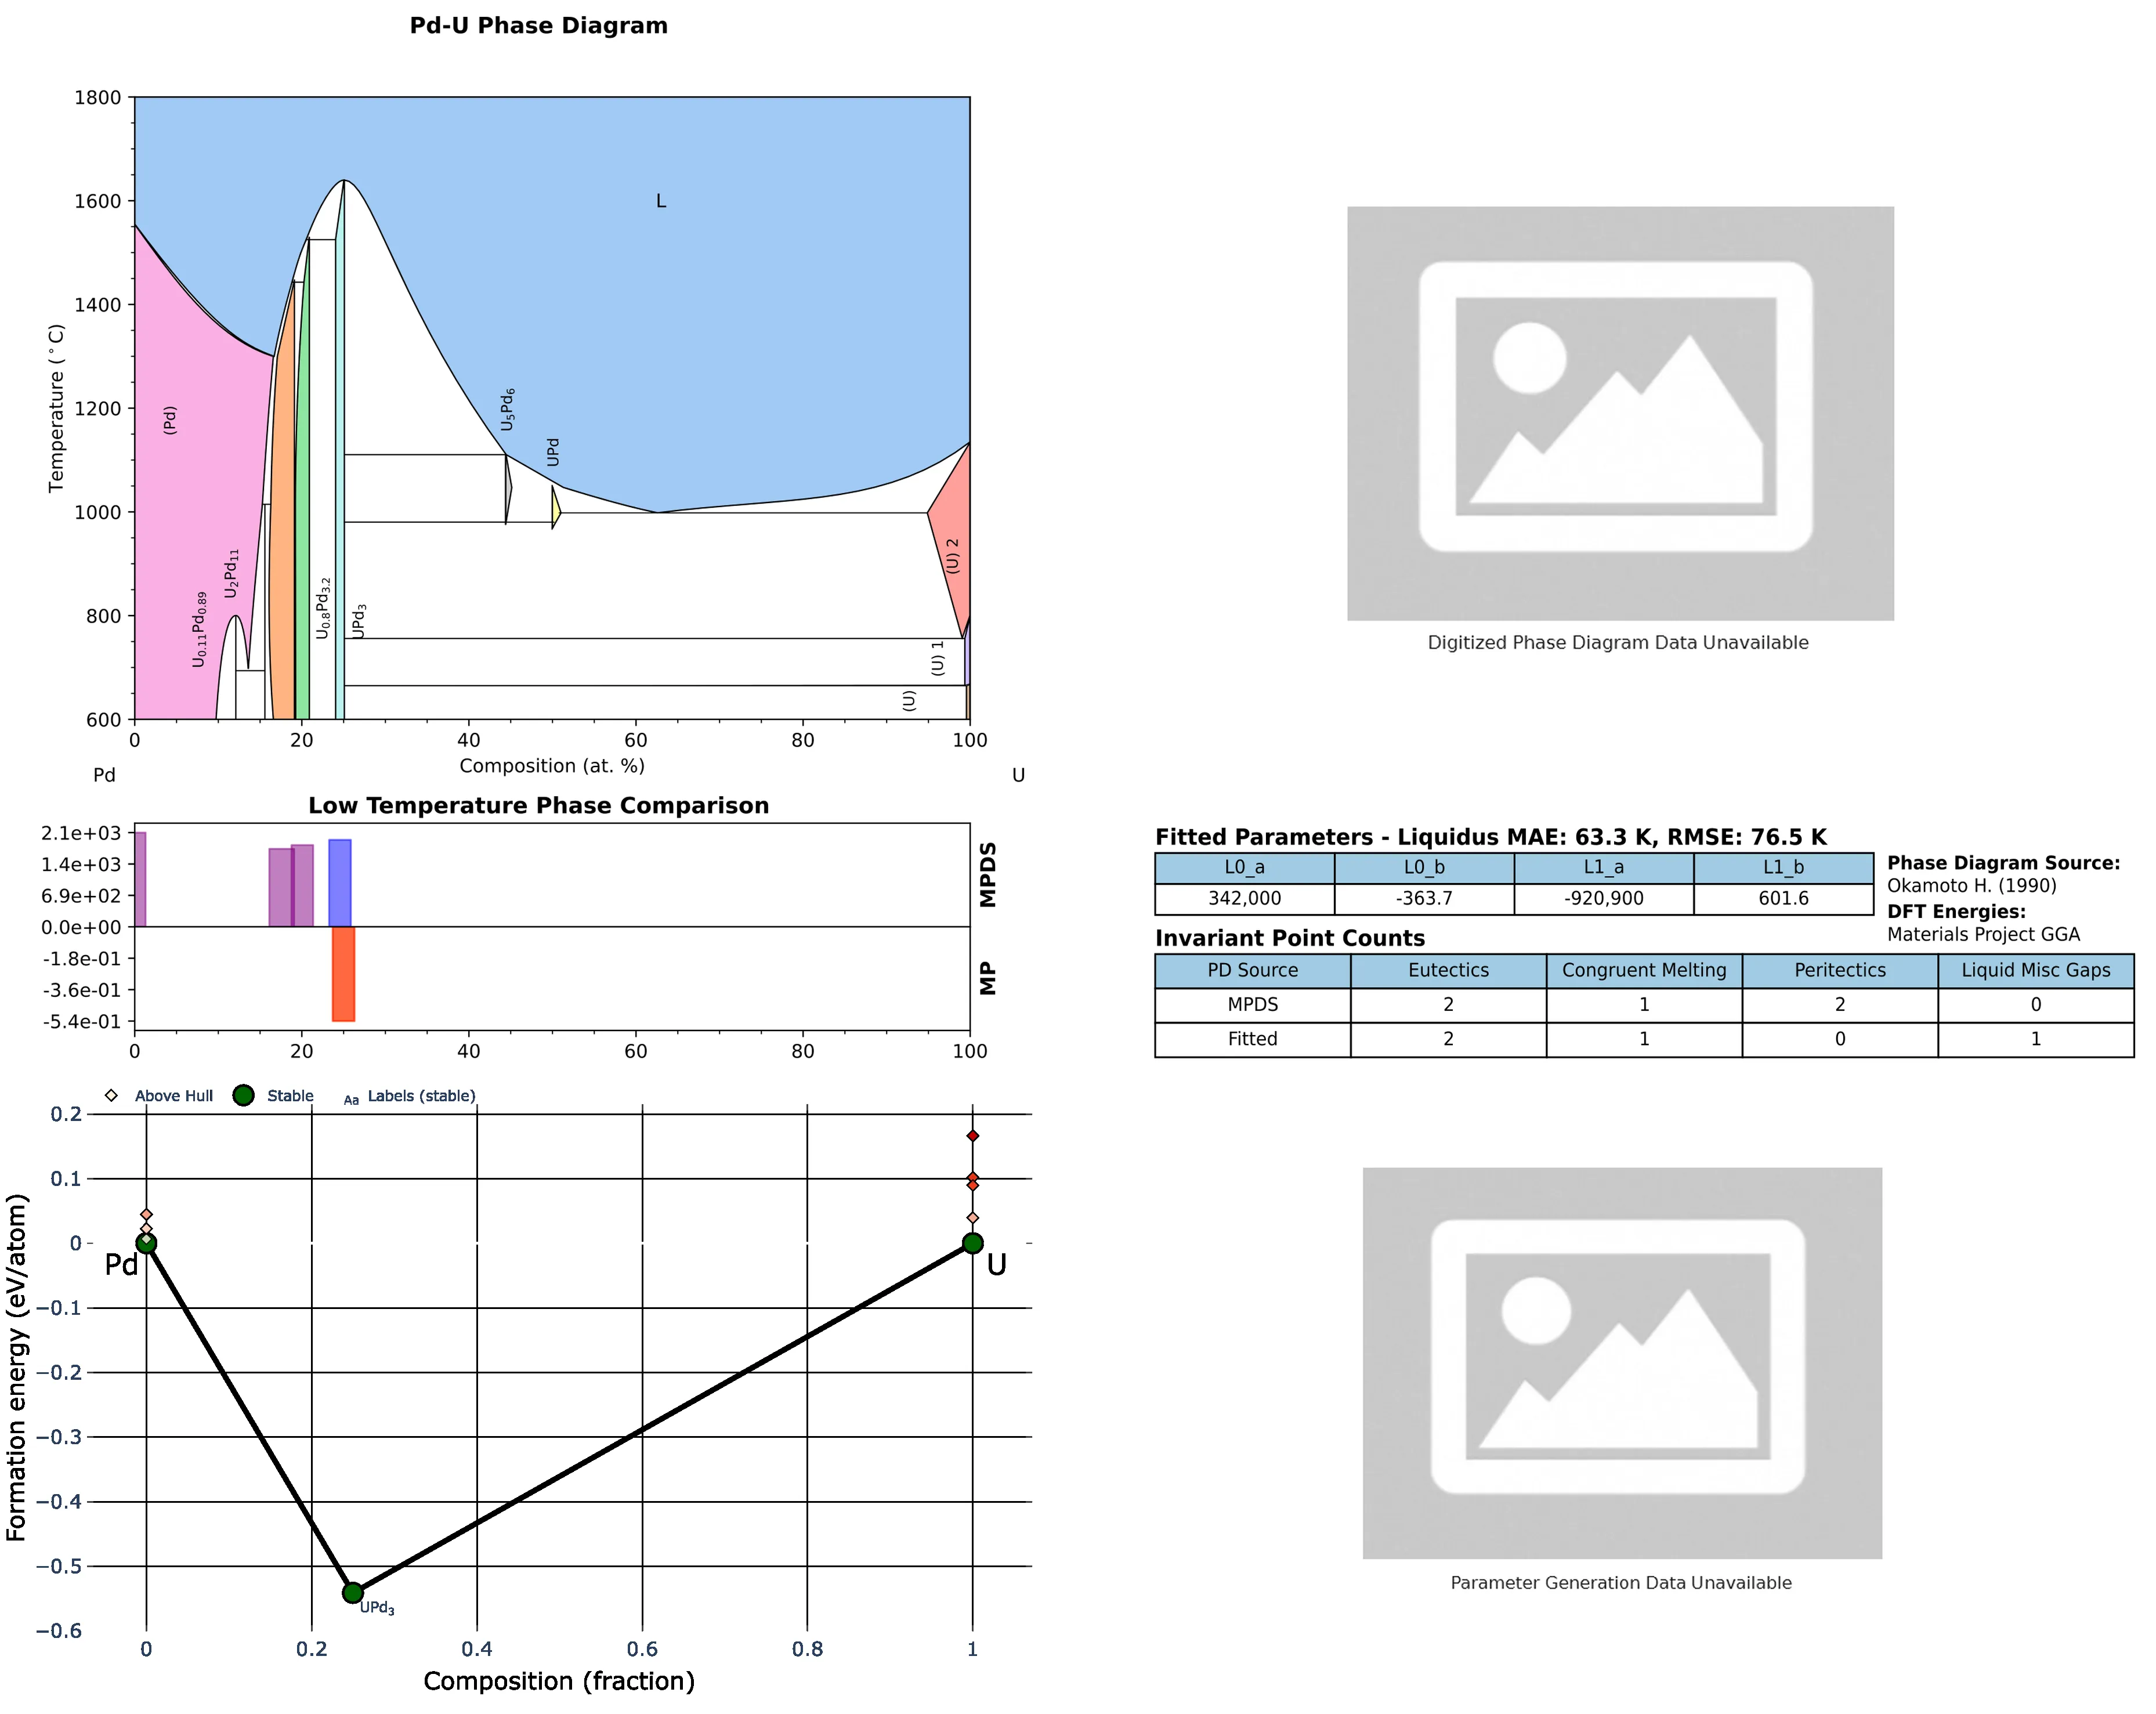 Pd-U Phase Diagram
1800
1600
1400
1200
1000
800
600
Temperature (°C)
L
(Pd)
U5Pd6
UPd
U2Pd11
U0.11Pd0.89
U0.8Pd3.2
UPd3
(U) 2
(U) 1
(U)
0 20 40 60 80 100
Composition (at. %)
Pd U
Digitized Phase Diagram Data Unavailable
Low Temperature Phase Comparison
2.1e+03
1.4e+03
6.9e+02
0.0e+00
-1.8e-01
-3.6e-01
-5.4e-01
MPDS
MP
0 20 40 60 80 100
Fitted Parameters - Liquidus MAE: 63.3 K, RMSE: 76.5 K
L0_a L0_b L1_a L1_b
342,000 -363.7 -920,900 601.6
Phase Diagram Source:
Okamoto H. (1990)
DFT Energies:
Materials Project GGA
Invariant Point Counts
PD Source Eutectics Congruent Melting Peritectics Liquid Misc Gaps
MPDS 2 1 2 0
Fitted 2 1 0 1
Above Hull Stable Aa Labels (stable)
0.2
0.1
0
−0.1
−0.2
−0.3
−0.4
−0.5
−0.6
Formation energy (eV/atom)
Pd
U
UPd3
0 0.2 0.4 0.6 0.8 1
Composition (fraction)
Parameter Generation Data Unavailable